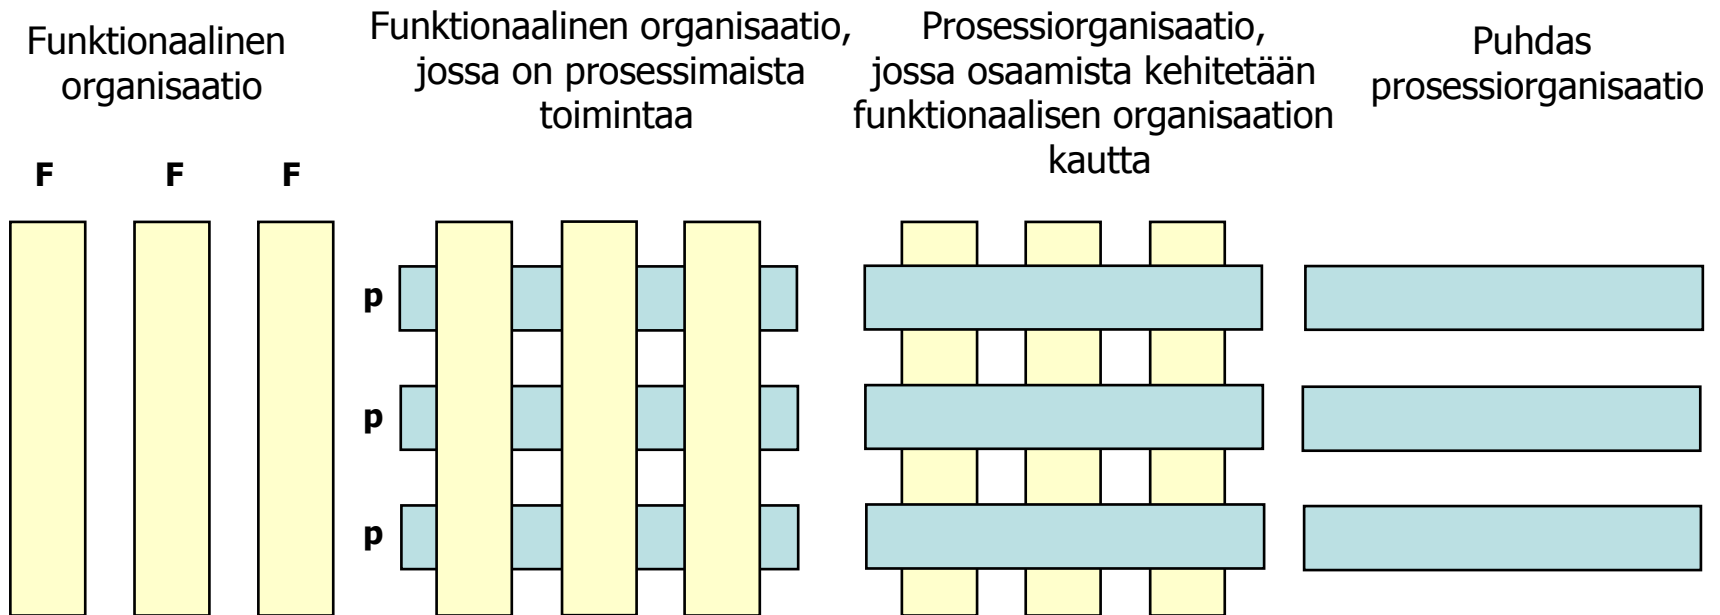 Funktionaalinen
organisaatio
Funktionaalinen organisaatio,
jossa on prosessimaista
toimintaa
Prosessiorganisaatio,
jossa osaamista kehitetään
funktionaalisen organisaation
kautta
Puhdas
prosessiorganisaatio
F F F
p
p
p